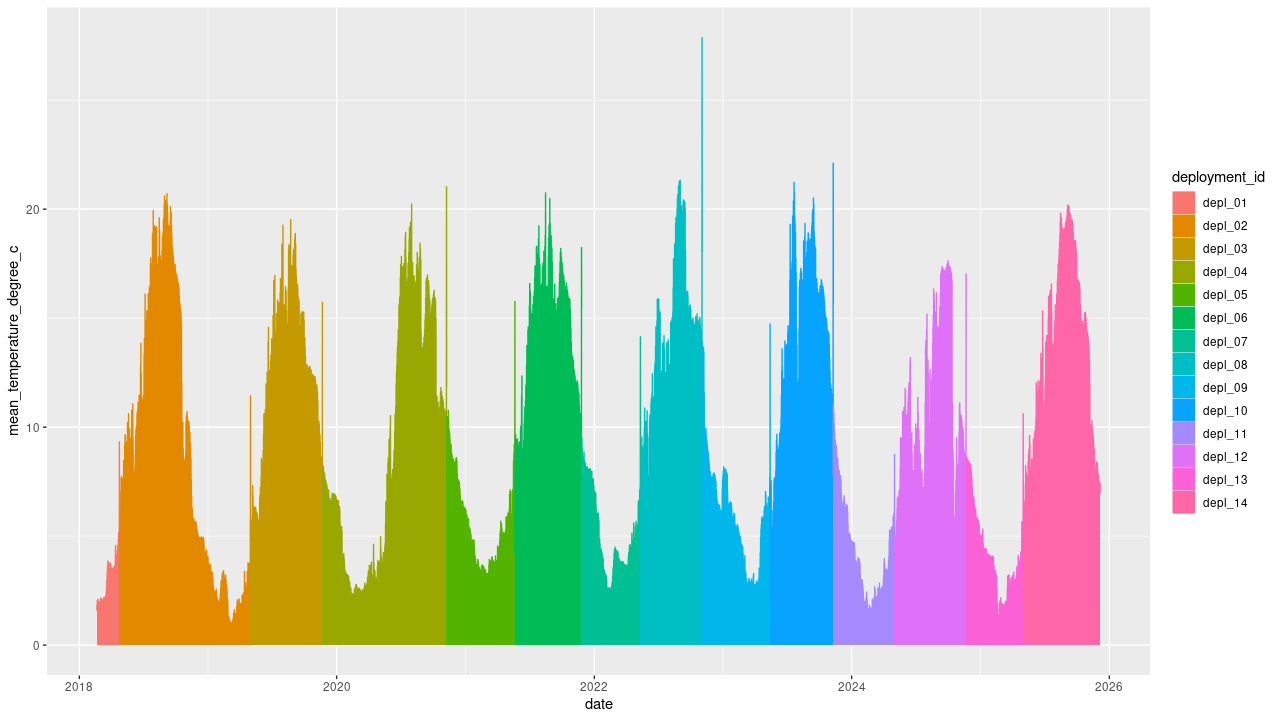 mean_temperature_degree_c
20
10
0
2018
2020
2022
2024
2026
date
deployment_id
depl_01
depl_02
depl_03
depl_04
depl_05
depl_06
depl_07
depl_08
depl_09
depl_10
depl_11
depl_12
depl_13
depl_14